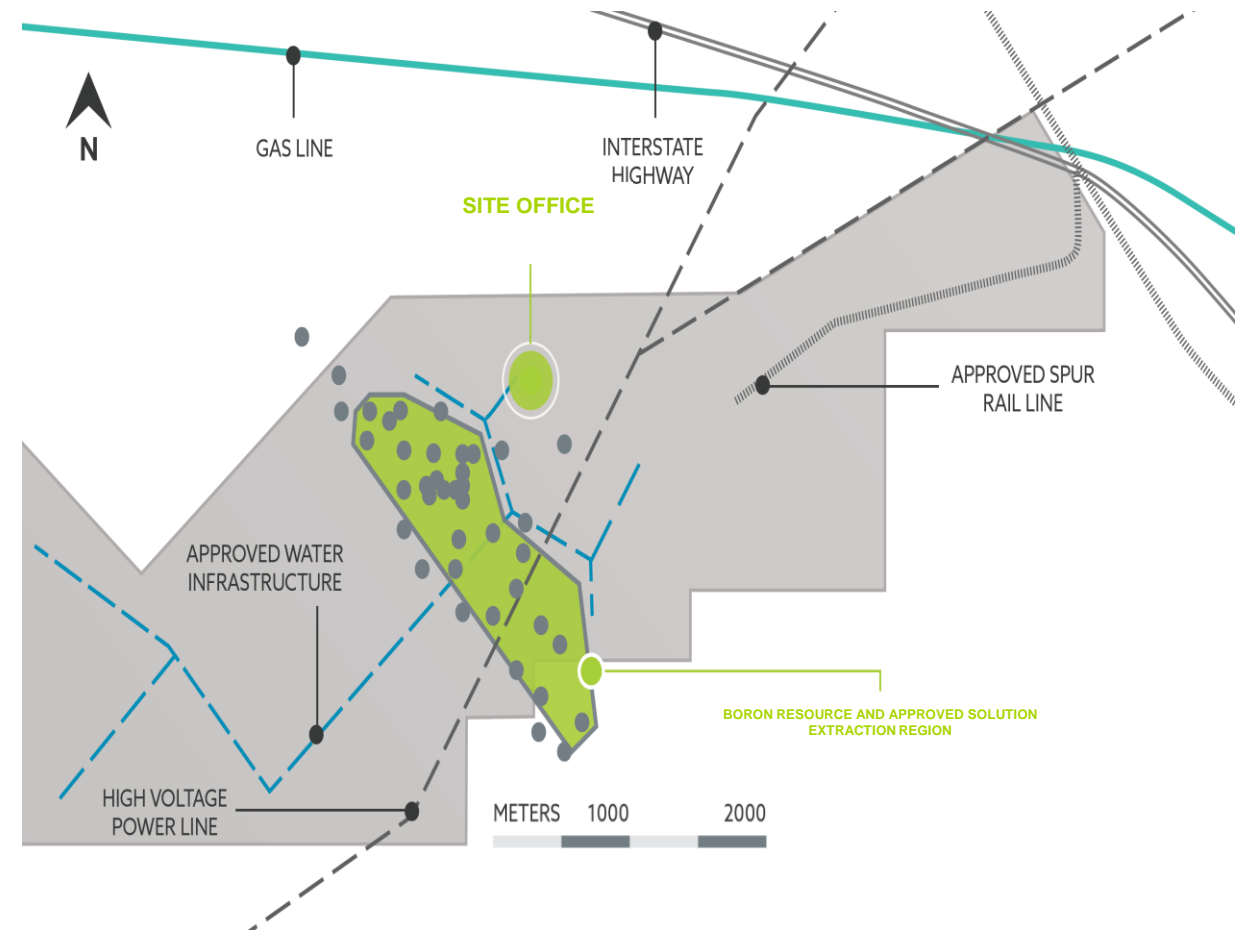 GAS LINE
INTERSTATE
HIGHWAY
N
SITE OFFICE
APPROVED SPUR
RAIL LINE
APPROVED WATER
INFRASTRUCTURE
BORON RESOURCE AND APPROVED SOLUTION
EXTRACTION REGION
HIGH VOLTAGE
POWER LINE
METERS 1000 2000